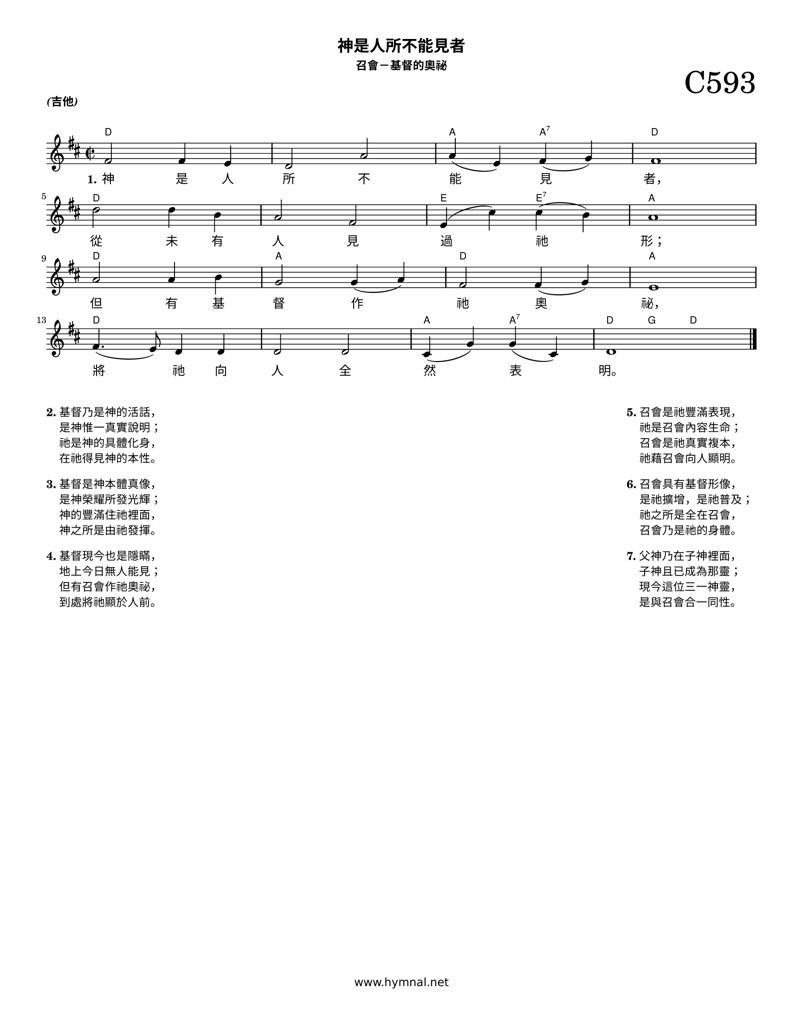 神是人所不能見者
召會－基督的奧祕
C593
(吉他)
D A A7 D
1. 神 是 人 所 不 能 見 者，
5 D E E7 A
從 未 有 人 見 過 祂 形；
9 D A D A
但 有 基 督 作 祂 奧 祕，
13 D A A7 D G D
將 祂 向 人 全 然 表 明。
2. 基督乃是神的活話，
是神惟一真實說明；
祂是神的具體化身，
在祂得見神的本性。
3. 基督是神本體真像，
是神榮耀所發光輝；
神的豐滿住祂裡面，
神之所是由祂發揮。
4. 基督現今也是隱瞞，
地上今日無人能見；
但有召會作祂奧祕，
到處將祂顯於人前。
5. 召會是祂豐滿表現，
祂是召會內容生命；
召會是祂真實複本，
祂藉召會向人顯明。
6. 召會具有基督形像，
是祂擴增，是祂普及；
祂之所是全在召會，
召會乃是祂的身體。
7. 父神乃在子神裡面，
子神且已成為那靈；
現今這位三一神靈，
是與召會合一同性。
www.hymnal.net